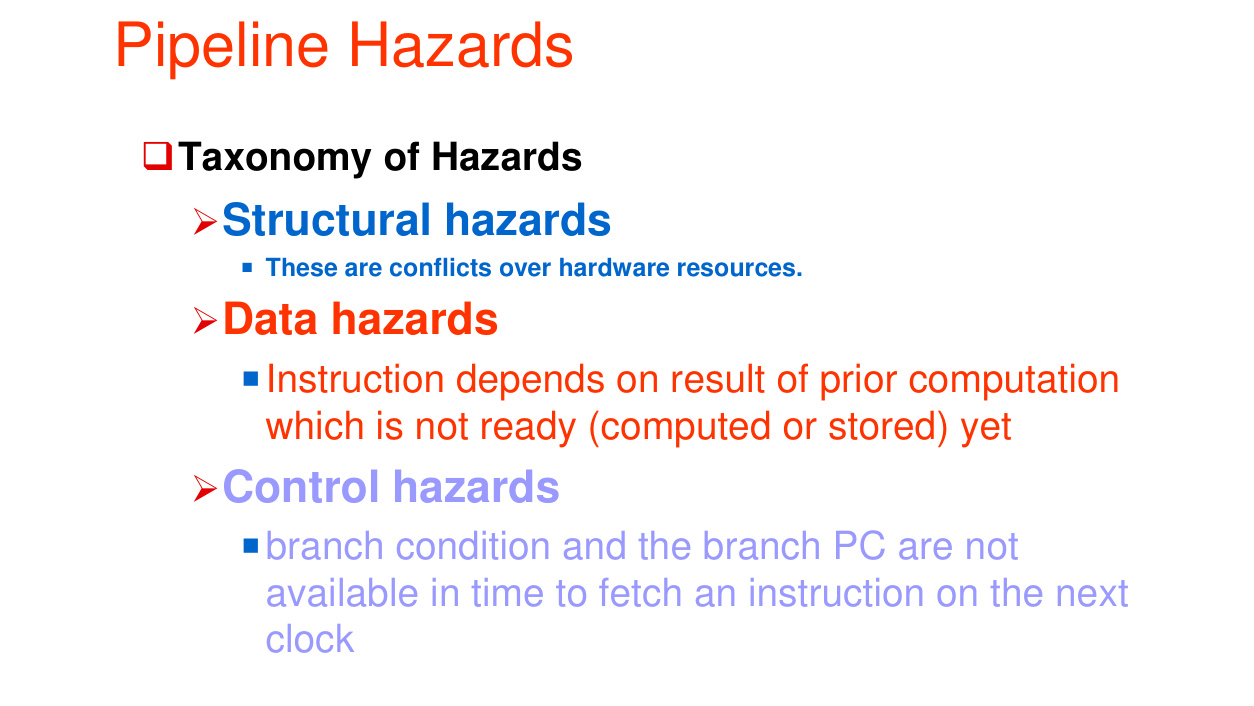 Pipeline Hazards
Taxonomy of Hazards
Structural hazards
These are conflicts over hardware resources.
Data hazards
Instruction depends on result of prior computation
which is not ready (computed or stored) yet
Control hazards
branch condition and the branch PC are not
available in time to fetch an instruction on the next
clock